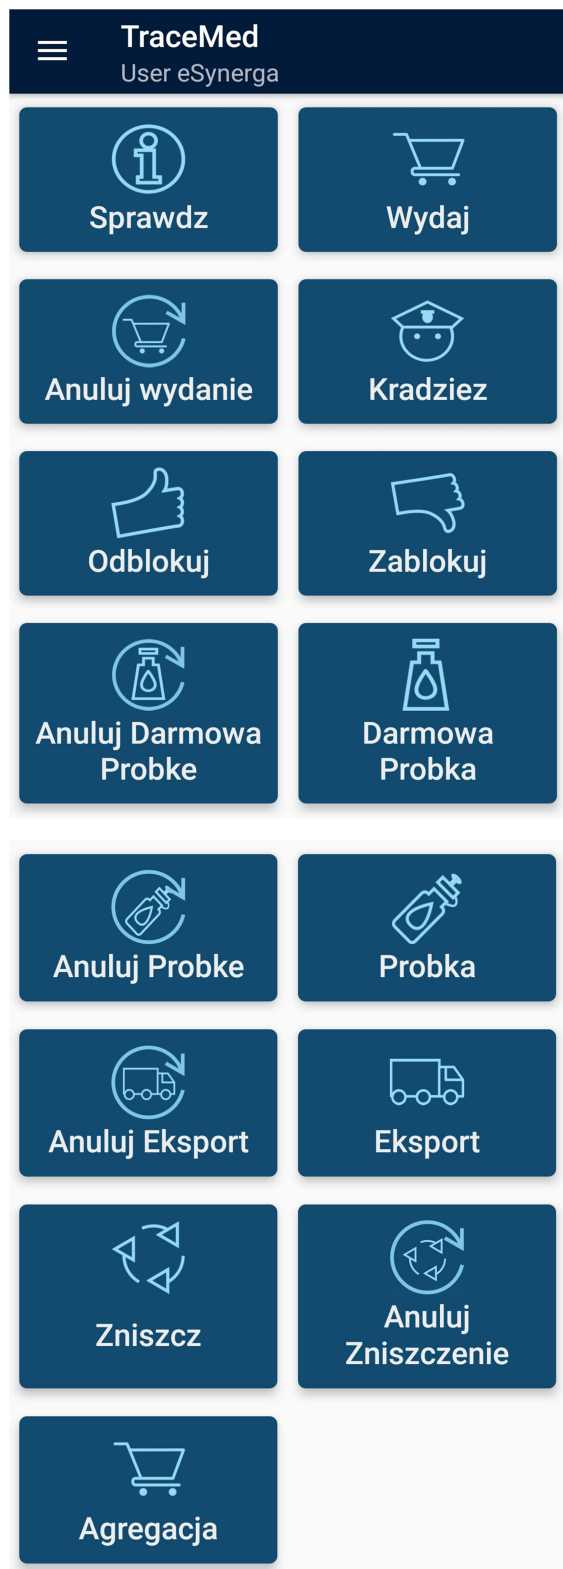 TraceMed
User eSynerga
Sprawdz
Wydaj
Anuluj wydanie
Kradziez
Odblokuj
Zablokuj
Anuluj Darmowa
Probke
Darmowa
Probka
Anuluj Probke
Probka
Anuluj Eksport
Eksport
Zniszcz
Anuluj
Zniszczenie
Agregacja